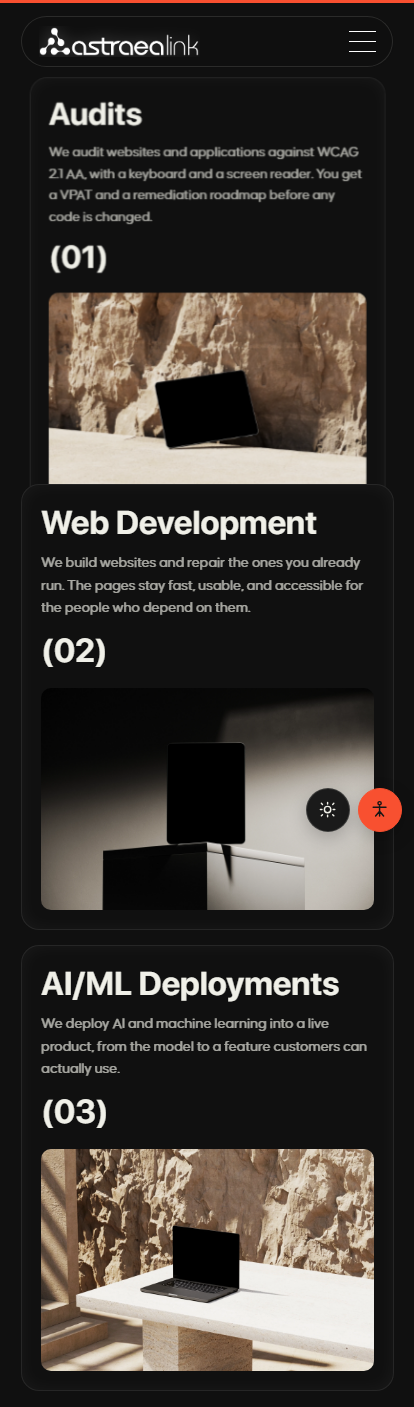 astraealink
Audits
We audit websites and applications against WCAG
2.1 AA, with a keyboard and a screen reader. You get
a VPAT and a remediation roadmap before any
code is changed.
(01)
Web Development
We build websites and repair the ones you already
run. The pages stay fast, usable, and accessible for
the people who depend on them.
(02)
AI/ML Deployments
We deploy AI and machine learning into a live
product, from the model to a feature customers can
actually use.
(03)